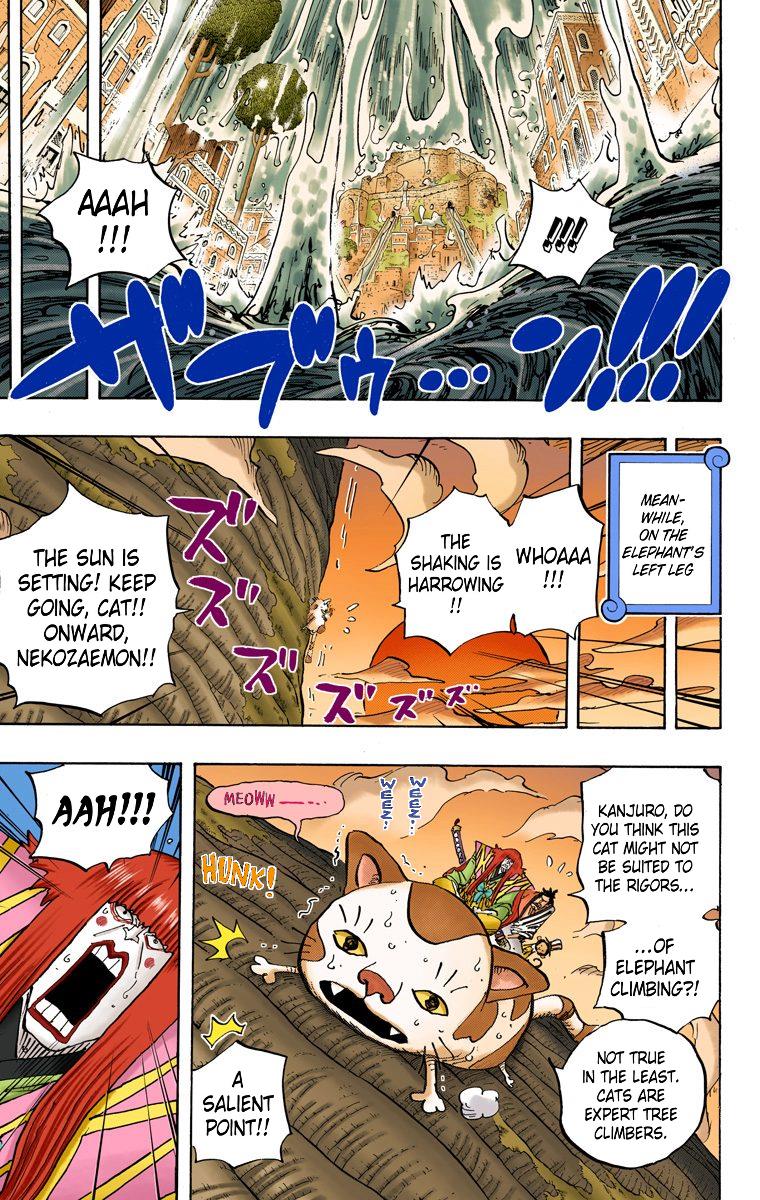 !!!
AAAH
!!!
ザブゥ…ン!!!
MEAN-
WHILE,
ON THE
ELEPHANT'S
LEFT LEG
WHOAAA
!!!
THE
SHAKING IS
HARROWING
!!
ズズズズズズ
THE SUN IS
SETTING! KEEP
GOING, CAT!!
ONWARD,
NEKOZAEMON!!
KANJURO, DO
YOU THINK THIS
CAT MIGHT NOT
BE SUITED TO
THE RIGORS...
...OF
ELEPHANT
CLIMBING?!
NOT TRUE
IN THE LEAST.
CATS ARE
EXPERT TREE
CLIMBERS.
WEEZ-
WEEZ-
MEOWW
HUNK!
A
SALIENT
POINT!!
AAH!!!